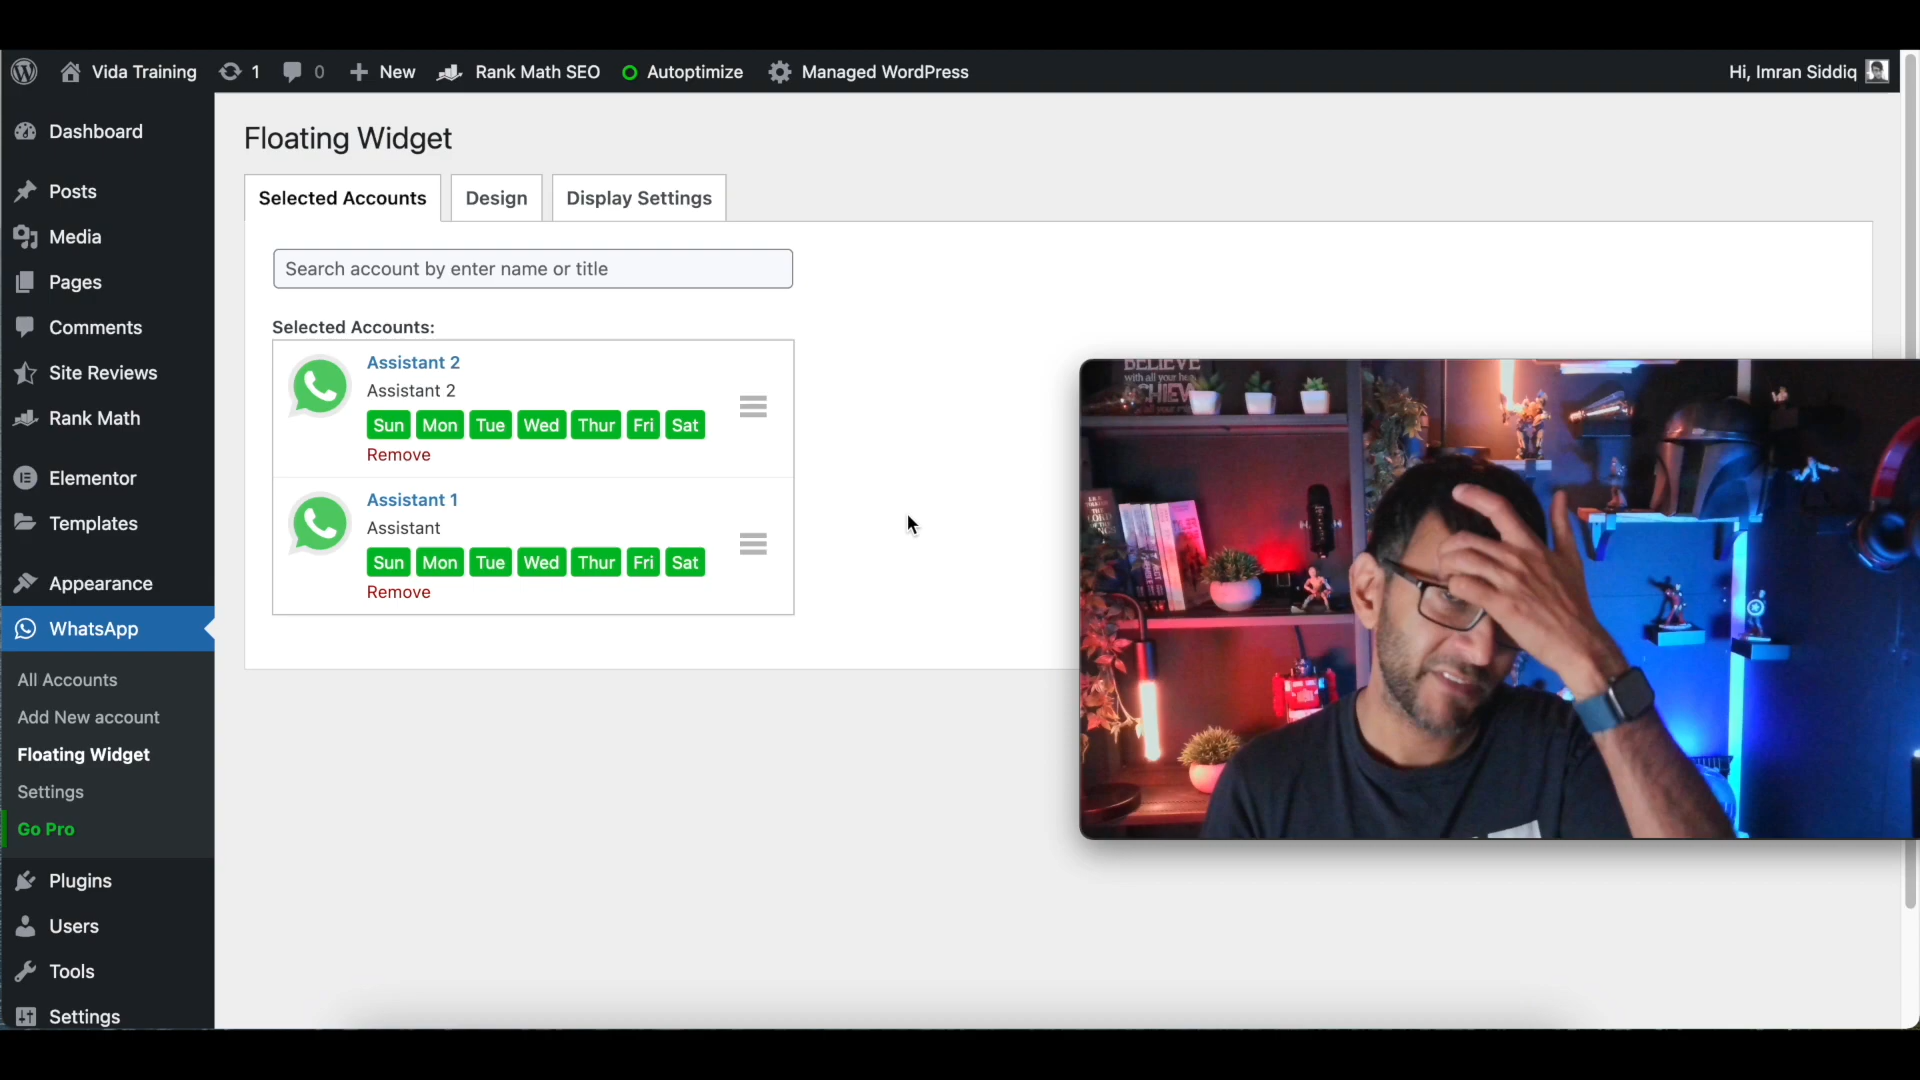 Vida Training 1 0 New Rank Math SEO Autoptimize Managed WordPress Hi, Imran Siddiq
Dashboard
Posts
Media
Pages
Comments
Site Reviews
Rank Math
Elementor
Templates
Appearance
WhatsApp
All Accounts
Add New account
Floating Widget
Settings
Go Pro
Plugins
Users
Tools
Settings
Floating Widget
Selected Accounts Design Display Settings
Search account by enter name or title
Selected Accounts:
Assistant 2
Assistant 2
Sun Mon Tue Wed Thur Fri Sat
Remove
Assistant 1
Assistant
Sun Mon Tue Wed Thur Fri Sat
Remove
BELIEVE
with all your